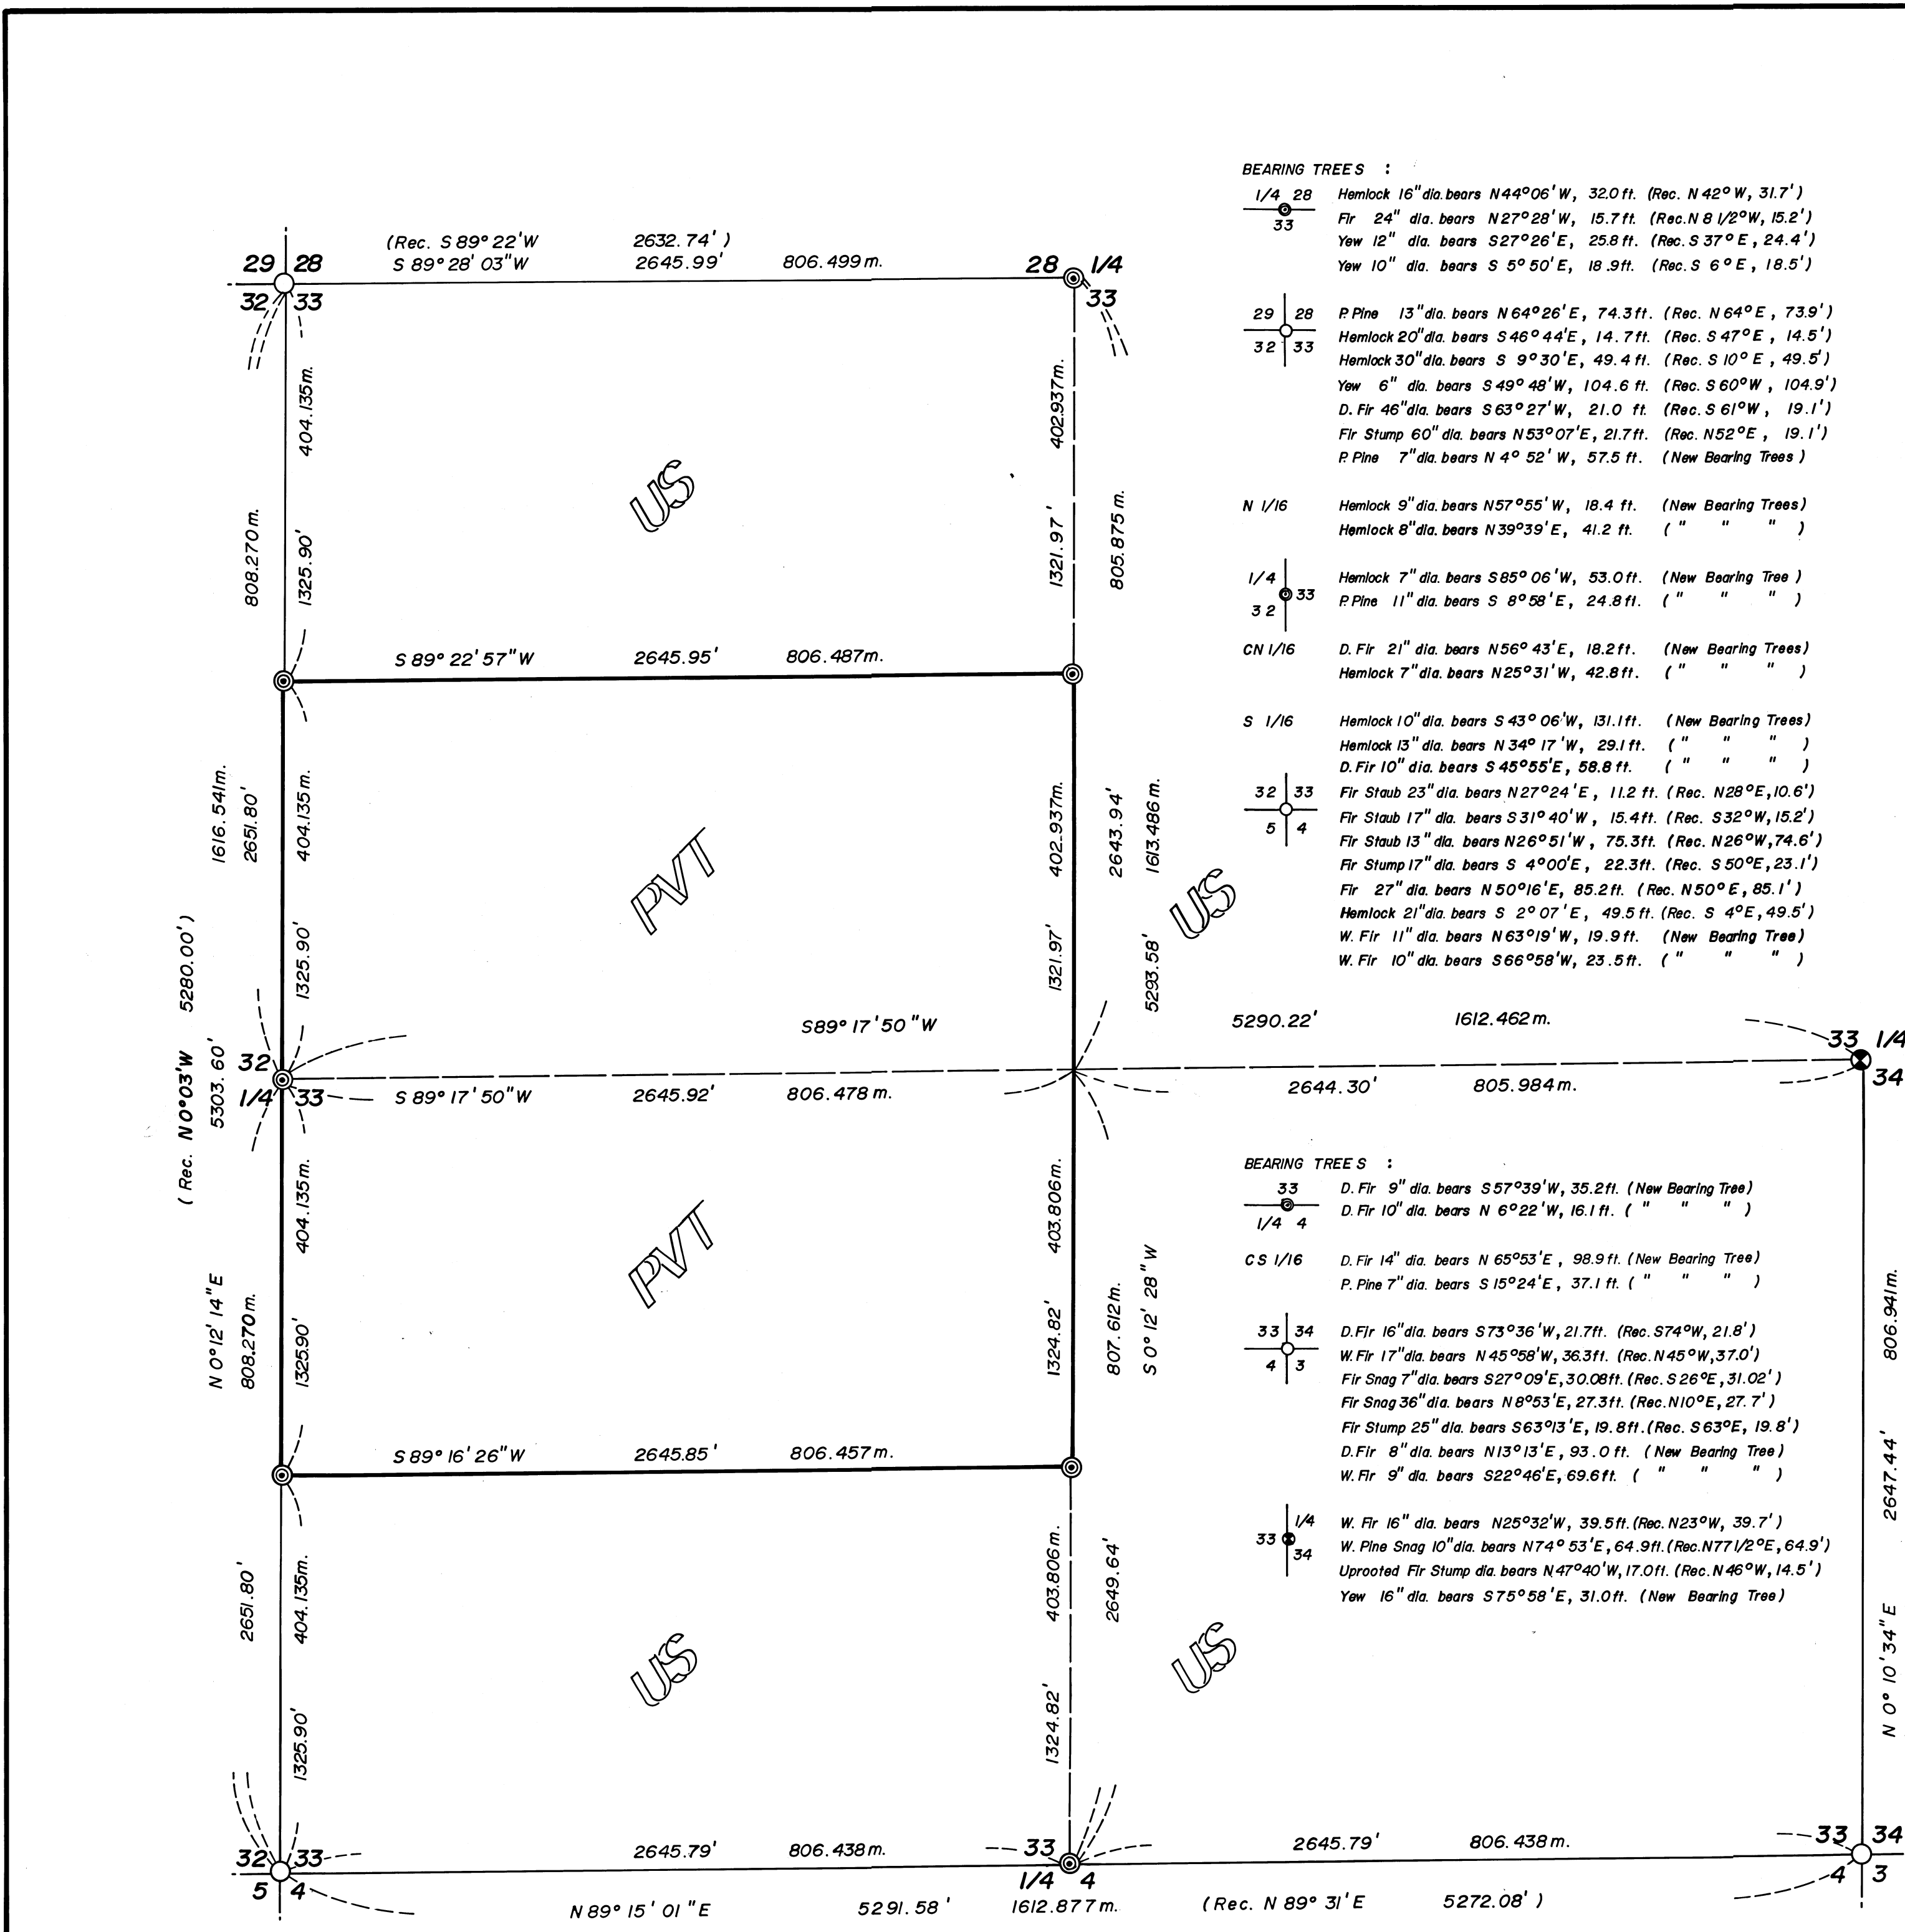 BEARING TREES :
1/4 28
33
Hemlock 16" dia. bears N44°06'W, 32.0 ft. (Rec. N 42° W, 31.7')
Fir 24" dia. bears N27°28'W, 15.7 ft. (Rec. N 8 1/2°W, 15.2')
Yew 12" dia. bears S27°26'E, 25.8 ft. (Rec. S 37° E, 24.4')
Yew 10" dia. bears S 5°50'E, 18.9 ft. (Rec. S 6° E, 18.5')
29 28
32 33
P. Pine 13" dia. bears N64°26'E, 74.3 ft. (Rec. N 64° E, 73.9')
Hemlock 20" dia. bears S46°44'E, 14.7 ft. (Rec. S 47° E, 14.5')
Hemlock 30" dia. bears S 9°30'E, 49.4 ft. (Rec. S 10° E, 49.5')
Yew 6" dia. bears S49°48'W, 104.6 ft. (Rec. S 60°W, 104.9')
D. Fir 46" dia. bears S63°27'W, 21.0 ft. (Rec. S 61°W, 19.1')
Fir Stump 60" dia. bears N53°07'E, 21.7 ft. (Rec. N52°E, 19.1')
P. Pine 7" dia. bears N 4° 52' W, 57.5 ft. (New Bearing Trees)
N 1/16
Hemlock 9" dia. bears N57°55'W, 18.4 ft. (New Bearing Trees)
Hemlock 8" dia. bears N39°39'E, 41.2 ft. ( " " " )
1/4
33
32
Hemlock 7" dia. bears S85°06'W, 53.0 ft. (New Bearing Tree)
P. Pine 11" dia. bears S 8°58'E, 24.8 ft. ( " " " )
CN 1/16
D. Fir 21" dia. bears N56°43'E, 18.2 ft. (New Bearing Trees)
Hemlock 7" dia. bears N25°31'W, 42.8 ft. ( " " " )
S 1/16
Hemlock 10" dia. bears S 43°06'W, 131.1 ft. (New Bearing Trees)
Hemlock 13" dia. bears N 34°17'W, 29.1 ft. ( " " " )
D. Fir 10" dia. bears S 45°55'E, 58.8 ft. ( " " " )
32 33
5 4
Fir Staub 23" dia. bears N27°24'E, 11.2 ft. (Rec. N28°E, 10.6')
Fir Staub 17" dia. bears S31°40'W, 15.4 ft. (Rec. S32°W, 15.2')
Fir Staub 13" dia. bears N26°51'W, 75.3 ft. (Rec. N26°W, 74.6')
Fir Stump 17" dia. bears S 4°00'E, 22.3 ft. (Rec. S 50°E, 23.1')
Fir 27" dia. bears N50°16'E, 85.2 ft. (Rec. N50° E, 85.1')
Hemlock 21" dia. bears S 2°07'E, 49.5 ft. (Rec. S 4°E, 49.5')
W. Fir 11" dia. bears N63°19'W, 19.9 ft. (New Bearing Tree)
W. Fir 10" dia. bears S66°58'W, 23.5 ft. ( " " " )
(Rec. S 89° 22' W 2632.74')
S 89° 28' 03" W 2645.99' 806.499 m.
29 28
32 33
28 1/4
33
404.135 m.
402.937 m.
US
808.270 m.
1325.90'
1321.97'
805.875 m.
S 89° 22' 57" W 2645.95' 806.487 m.
1616.541 m.
2651.80'
404.135 m.
PVT
402.937 m.
2643.94'
1613.486 m.
US
(Rec. N 0° 03' W 5280.00')
5303.60'
1325.90'
1321.97'
5293.58'
S 89° 17' 50" W 5290.22' 1612.462 m.
32
1/4 33
33 1/4
34
S 89° 17' 50" W 2645.92' 806.478 m. 2644.30' 805.984 m.
404.135 m.
PVT
403.806 m.
N 0° 12' 14" E
808.270 m.
1325.90'
1324.82'
807.612 m.
S 0° 12' 28" W
BEARING TREES :
33
1/4 4
D. Fir 9" dia. bears S57°39'W, 35.2 ft. (New Bearing Tree)
D. Fir 10" dia. bears N 6°22'W, 16.1 ft. ( " " " )
CS 1/16
D. Fir 14" dia. bears N 65°53'E, 98.9 ft. (New Bearing Tree)
P. Pine 7" dia. bears S 15°24'E, 37.1 ft. ( " " " )
33 34
4 3
D. Fir 16" dia. bears S73°36'W, 21.7 ft. (Rec. S74°W, 21.8')
W. Fir 17" dia. bears N45°58'W, 36.3 ft. (Rec. N45°W, 37.0')
Fir Snag 7" dia. bears S27°09'E, 30.08 ft. (Rec. S26°E, 31.02')
Fir Snag 36" dia. bears N8°53'E, 27.3 ft. (Rec. N10°E, 27.7')
Fir Stump 25" dia. bears S63°13'E, 19.8 ft. (Rec. S63°E, 19.8')
D. Fir 8" dia. bears N13°13'E, 93.0 ft. (New Bearing Tree)
W. Fir 9" dia. bears S22°46'E, 69.6 ft. ( " " " )
1/4
33
34
W. Fir 16" dia. bears N25°32'W, 39.5 ft. (Rec. N23°W, 39.7')
W. Pine Snag 10" dia. bears N74°53'E, 64.9 ft. (Rec. N77 1/2°E, 64.9')
Uprooted Fir Stump dia. bears N47°40'W, 17.0 ft. (Rec. N46°W, 14.5')
Yew 16" dia. bears S75°58'E, 31.0 ft. (New Bearing Tree)
806.941 m.
2647.44'
N 0° 10' 34" E
S 89° 16' 26" W 2645.85' 806.457 m.
2651.80'
404.135 m.
US
403.806 m.
2649.64'
US
1325.90'
1324.82'
32 33
5 4
2645.79' 806.438 m.
33
1/4 4
2645.79' 806.438 m.
33 34
4 3
N 89° 15' 01" E 5291.58' 1612.877 m. (Rec. N 89° 31' E 5272.08')